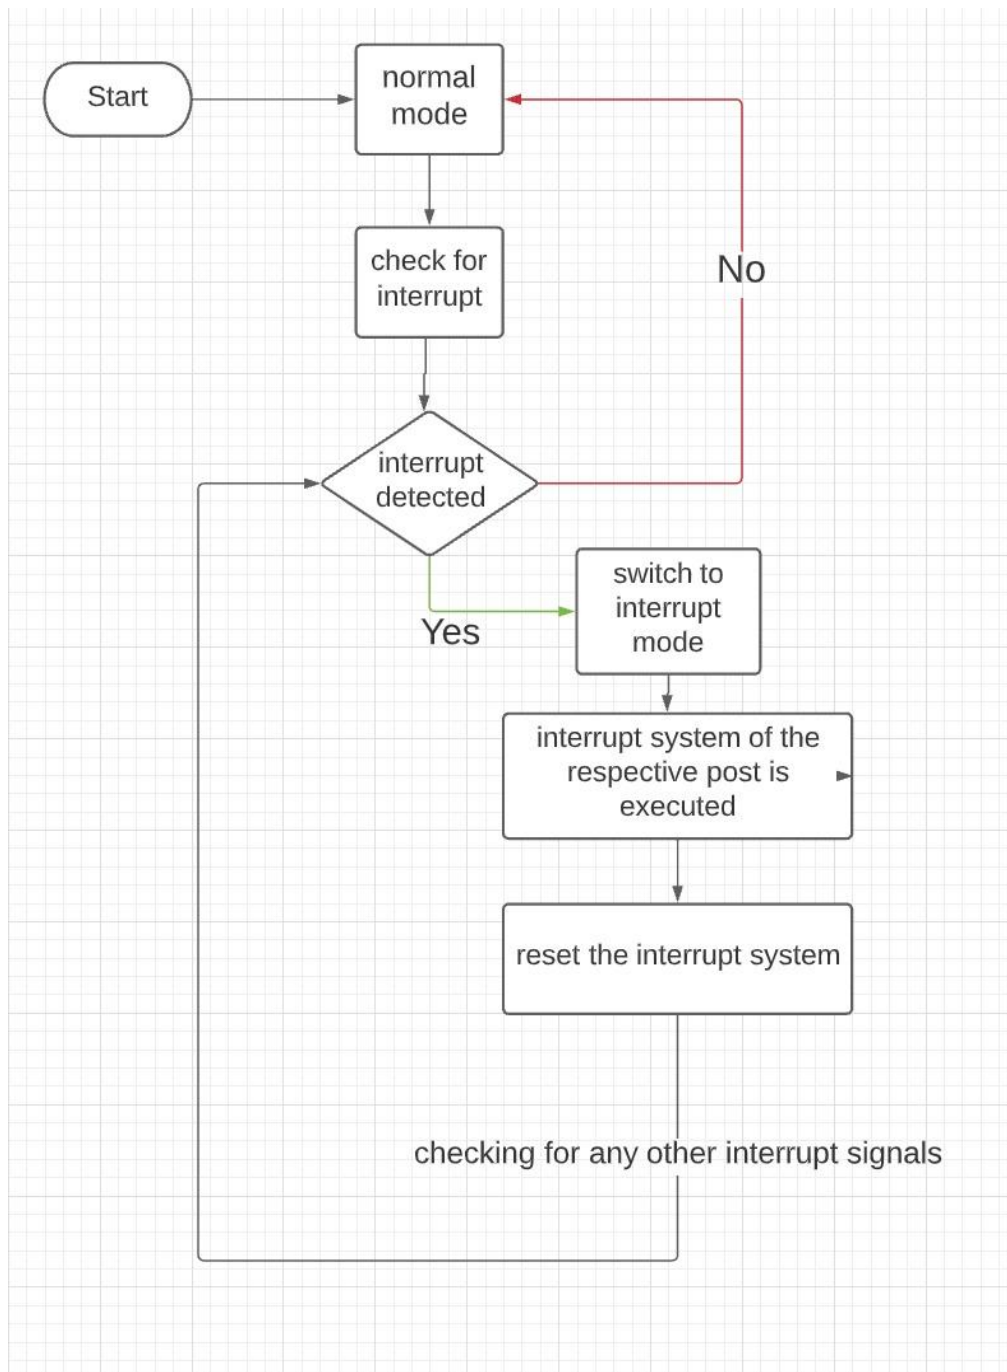 Start
normal
mode
check for
interrupt
No
interrupt
detected
Yes
switch to
interrupt
mode
interrupt system of the
respective post is
executed
reset the interrupt system
checking for any other interrupt signals